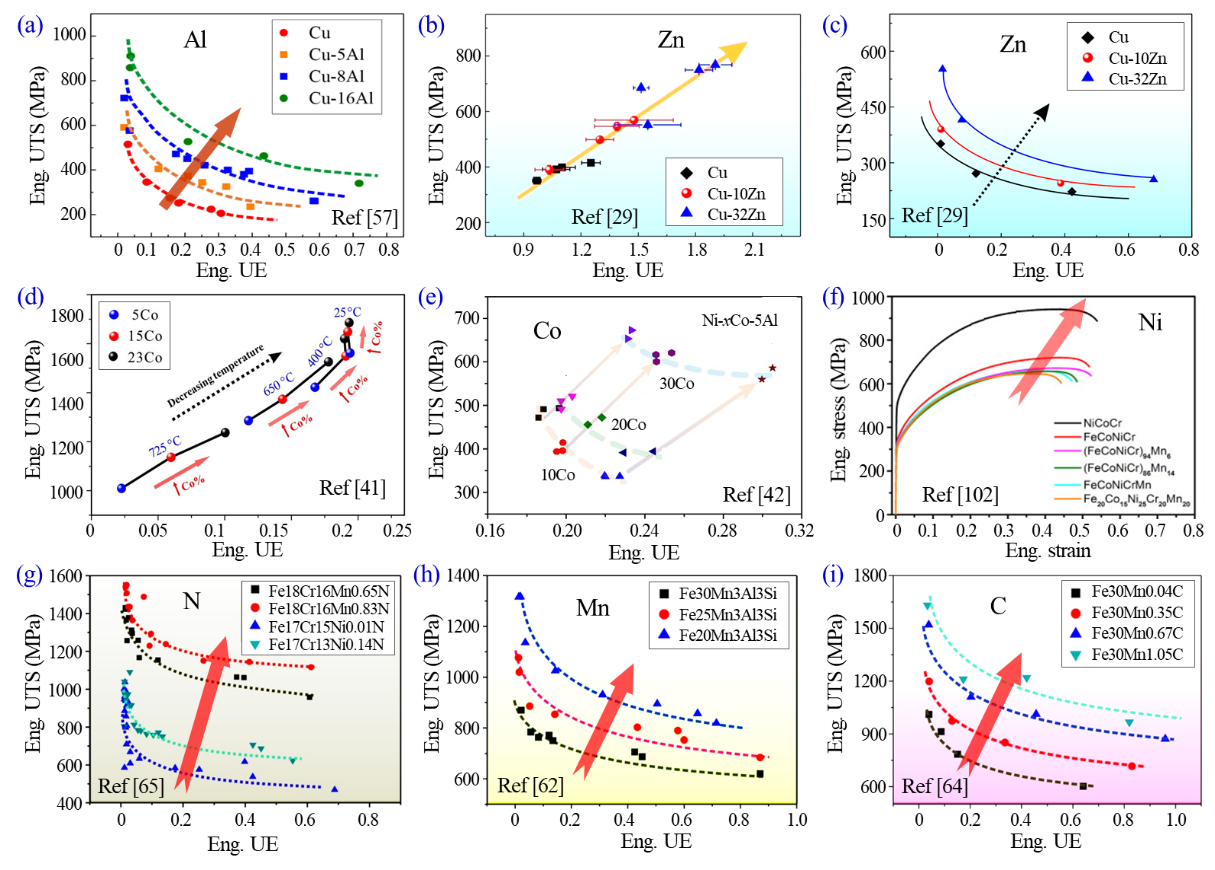 (a)
Al
Cu
Cu-5Al
Cu-8Al
Cu-16Al
Ref [57]
1000
800
600
400
200
0 0.1 0.2 0.3 0.4 0.5 0.6 0.7 0.8
Eng. UTS (MPa)
Eng. UE
(b)
Zn
Cu
Cu-10Zn
Cu-32Zn
Ref [29]
800
600
400
200
0.9 1.2 1.5 1.8 2.1 2.4
Eng. UTS (MPa)
Eng. UE
(c)
Zn
Cu
Cu-10Zn
Cu-32Zn
Ref [29]
600
450
300
150
0 0.2 0.4 0.6 0.8
Eng. UTS (MPa)
Eng. UE
(d)
5Co
15Co
23Co
25°C
400°C
650°C
725°C
Decreasing temperature
Co%
Co%
Co%
Co%
Ref [41]
1800
1600
1400
1200
1000
0 0.05 0.10 0.15 0.20 0.25
Eng. UTS (MPa)
Eng. UE
(e)
Co
Ni-xCo-5Al
30Co
20Co
10Co
Ref [42]
700
600
500
400
300
0.16 0.20 0.24 0.28 0.32
Eng. UTS (MPa)
Eng. UE
(f)
Ni
NiCoCr
FeCoNiCr
(FeCoNiCr)94Mn6
(FeCoNiCr)86Mn14
FeCoNiCrMn
Fe20Co15Ni25Cr20Mn20
Ref [102]
1000
800
600
400
200
0
0.0 0.1 0.2 0.3 0.4 0.5 0.6 0.7 0.8
Eng. stress (MPa)
Eng. strain
(g)
N
Fe18Cr16Mn0.65N
Fe18Cr16Mn0.83N
Fe17Cr15Ni0.01N
Fe17Cr13Ni0.14N
Ref [65]
1600
1400
1200
1000
800
600
400
0 0.2 0.4 0.6 0.8
Eng. UTS (MPa)
Eng. UE
(h)
Mn
Fe30Mn3Al3Si
Fe25Mn3Al3Si
Fe20Mn3Al3Si
Ref [62]
1400
1200
1000
800
600
0 0.2 0.4 0.6 0.8 1.0
Eng. UTS (MPa)
Eng. UE
(i)
C
Fe30Mn0.04C
Fe30Mn0.35C
Fe30Mn0.67C
Fe30Mn1.05C
Ref [64]
1800
1500
1200
900
600
0 0.2 0.4 0.6 0.8 1.0
Eng. UTS (MPa)
Eng. UE